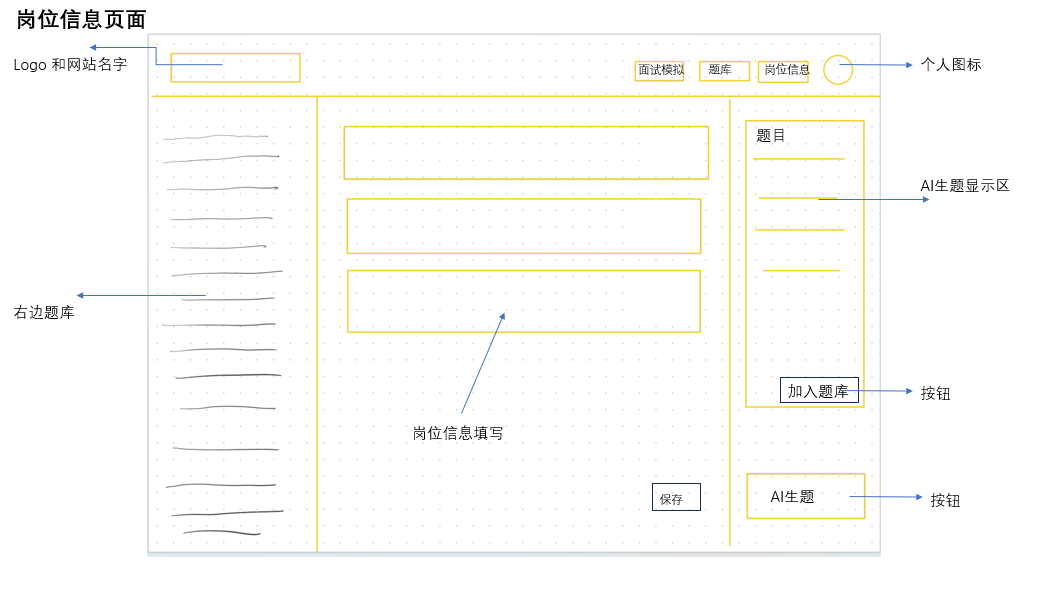 岗位信息页面
Logo 和网站名字
面试模拟
题库
岗位信息
个人图标
题目
AI生题显示区
右边题库
加入题库
按钮
岗位信息填写
保存
AI生题
按钮